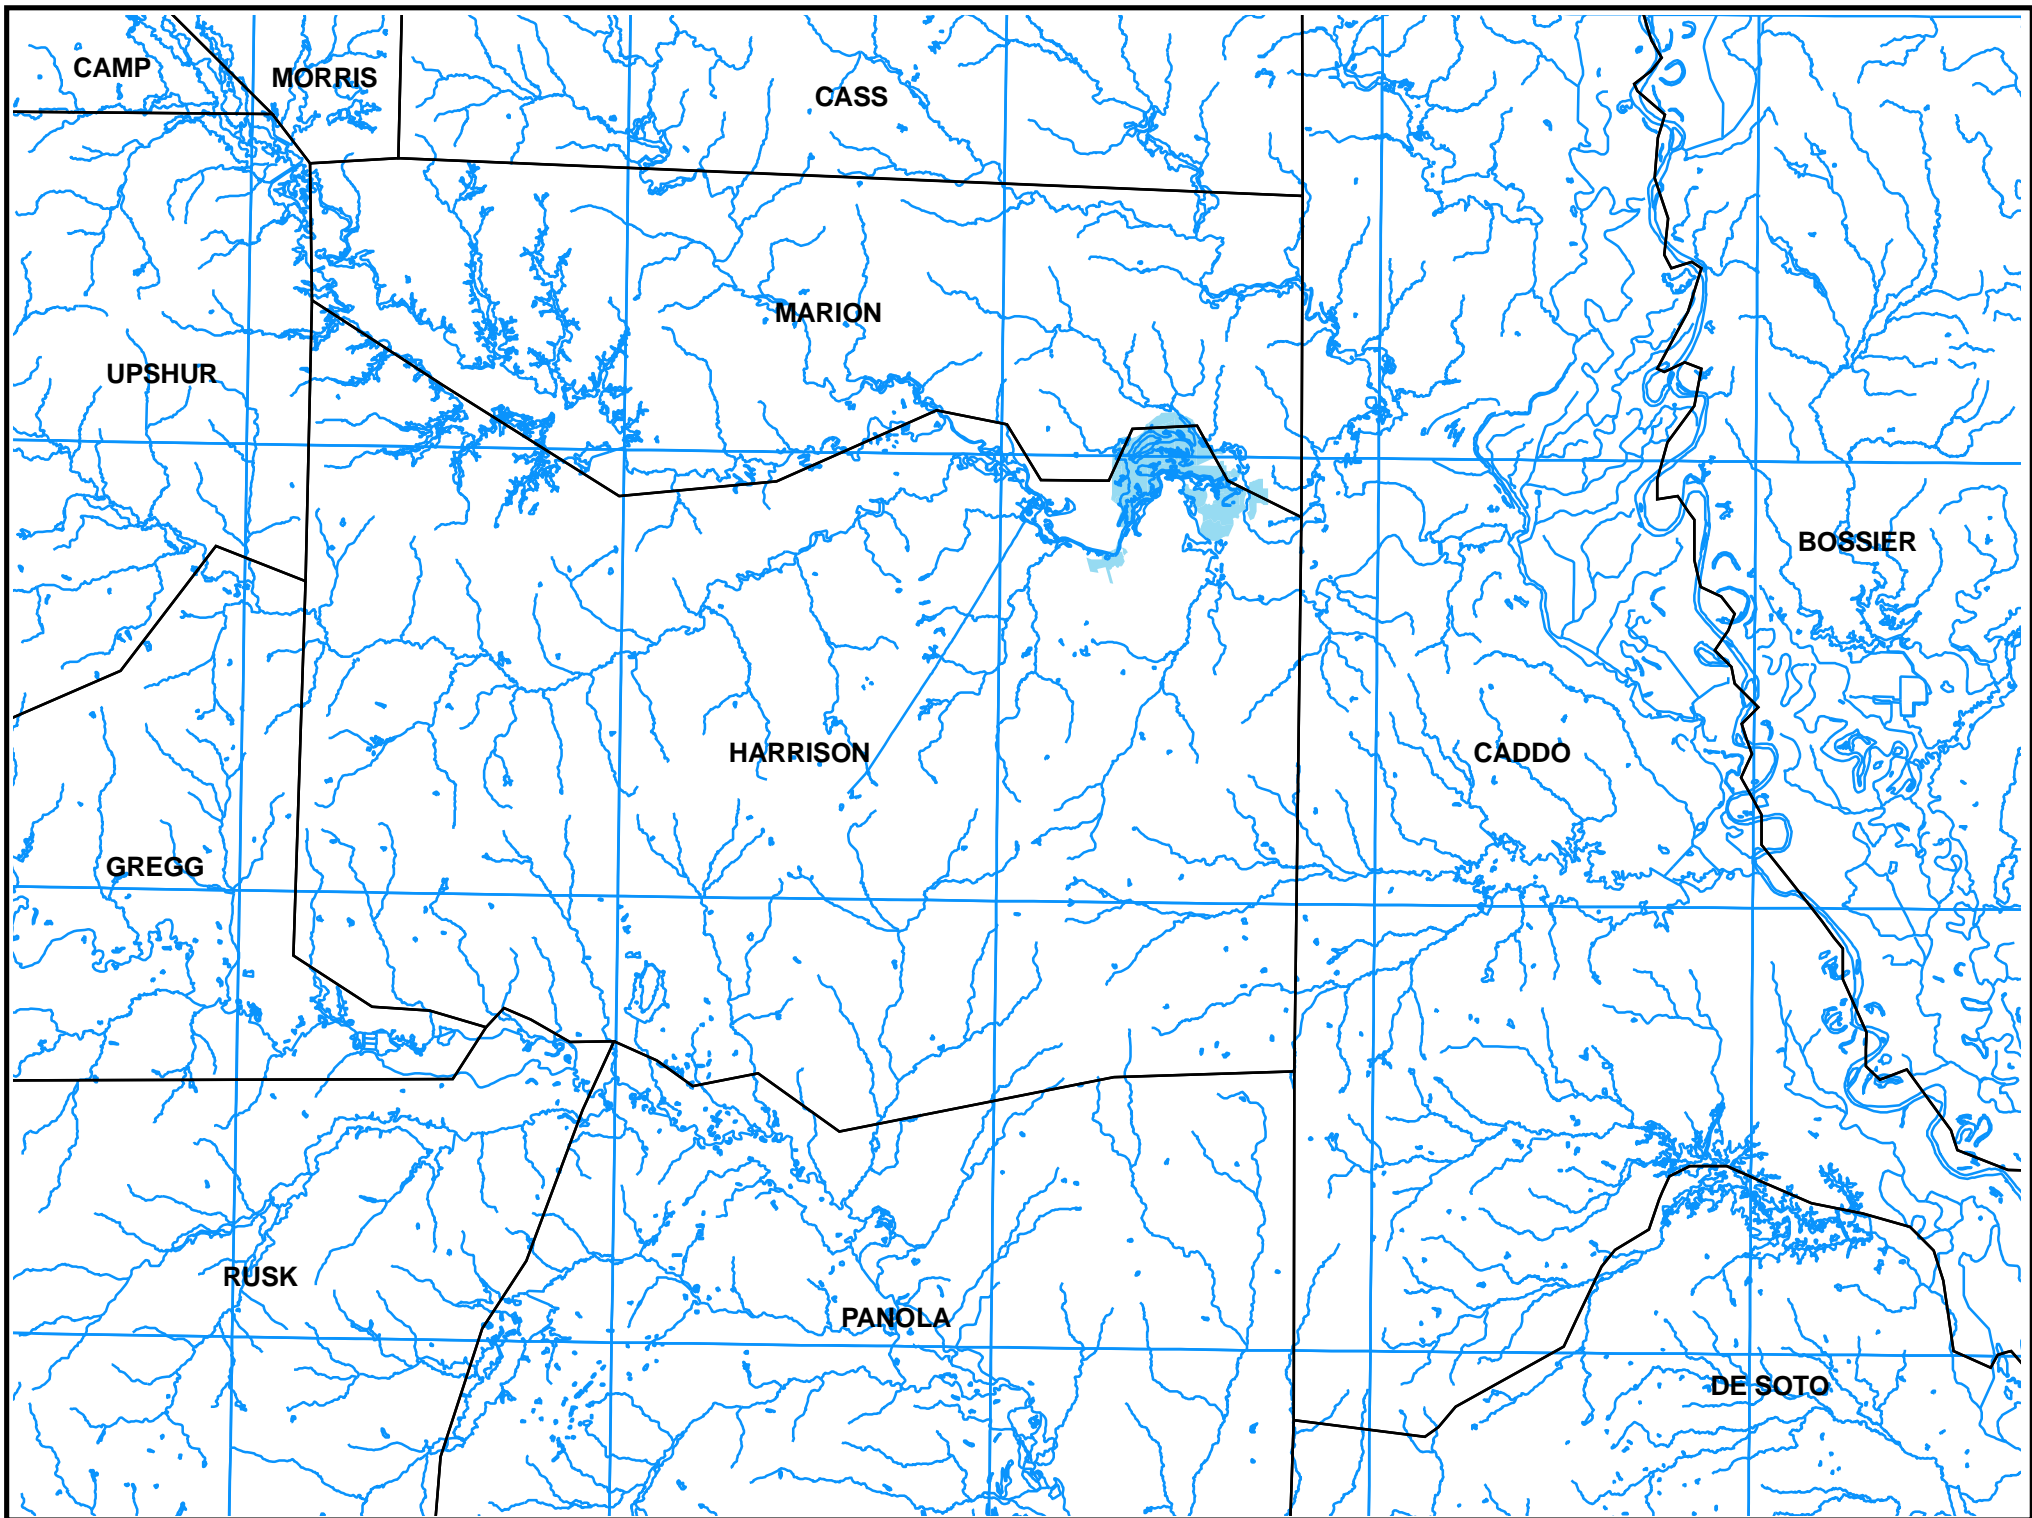 CAMP
MORRIS
CASS
MARION
UPSHUR
BOSSIER
HARRISON
CADDO
GREGG
RUSK
PANOLA
DE SOTO